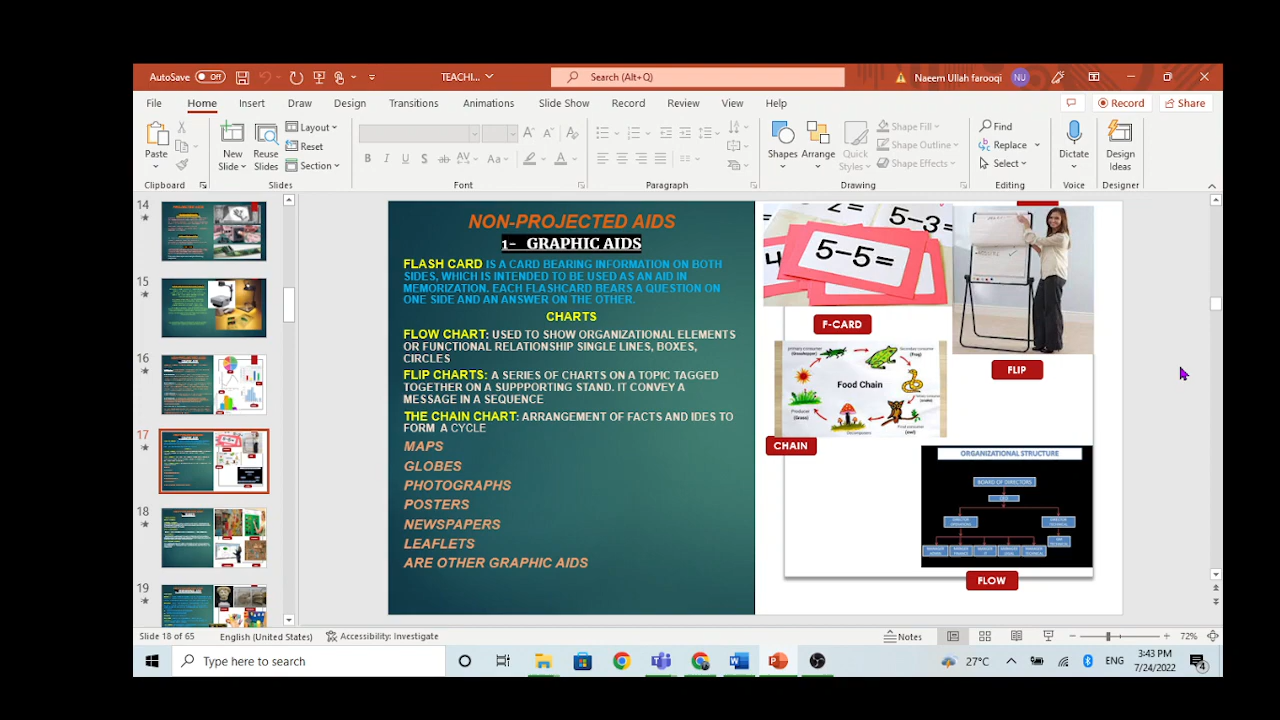 AutoSave Off
TEACHI...
Search (Alt+Q)
Naeem Ullah farooqi NU
File Home Insert Draw Design Transitions Animations Slide Show Record Review View Help
Record Share
Paste
New Slide
Reuse Slides
Layout
Reset
Section
Shapes Arrange Quick Styles
Shape Fill
Shape Outline
Shape Effects
Find
Replace
Select
Dictate
Design Ideas
Clipboard Slides Font Paragraph Drawing Editing Voice Designer
14
15
16
17
18
19
NON-PROJECTED AIDS
1- GRAPHIC AIDS
FLASH CARD IS A CARD BEARING INFORMATION ON BOTH
SIDES, WHICH IS INTENDED TO BE USED AS AN AID IN
MEMORIZATION. EACH FLASHCARD BEARS A QUESTION ON
ONE SIDE AND AN ANSWER ON THE OTHER.
CHARTS
FLOW CHART: USED TO SHOW ORGANIZATIONAL ELEMENTS
OR FUNCTIONAL RELATIONSHIP SINGLE LINES, BOXES,
CIRCLES
FLIP CHARTS: A SERIES OF CHARTS ON A TOPIC TAGGED
TOGETHER ON A SUPPPORTING STAND. IT CONVEY A
MESSAGE IN A SEQUENCE
THE CHAIN CHART: ARRANGEMENT OF FACTS AND IDES TO
FORM A CYCLE
MAPS
GLOBES
PHOTOGRAPHS
POSTERS
NEWSPAPERS
LEAFLETS
ARE OTHER GRAPHIC AIDS
5-3=
5-5=
F-CARD
FLIP
Food Chain
CHAIN
ORGANIZATIONAL STRUCTURE
BOARD OF DIRECTORS
FLOW
Slide 18 of 65 English (United States) Accessibility: Investigate
Notes
72%
Type here to search
27°C
ENG
3:43 PM
7/24/2022
4